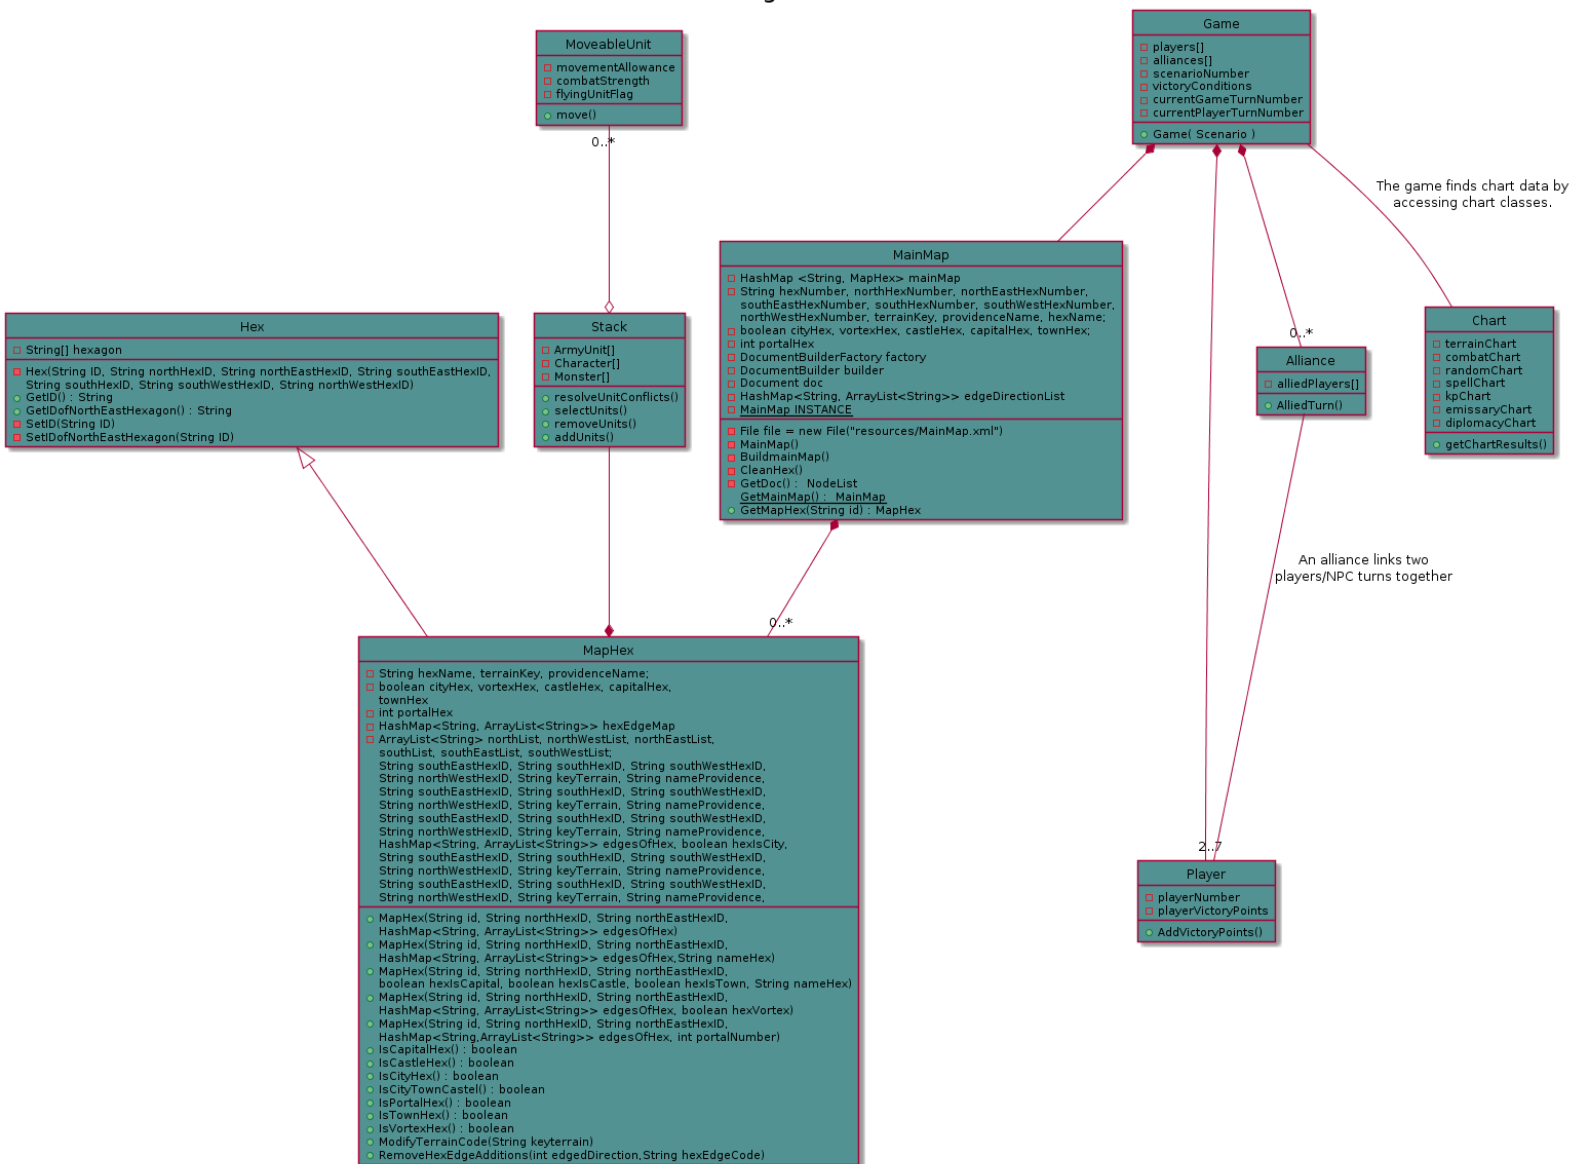 Game
players[]
alliances[]
scenarioNumber
victoryConditions
currentGameTurnNumber
currentPlayerTurnNumber
Game( Scenario )
MoveableUnit
movementAllowance
combatStrength
flyingUnitFlag
move()
0..*
The game finds chart data by
accessing chart classes.
MainMap
HashMap <String, MapHex> mainMap
String hexNumber, northHexNumber, northEastHexNumber,
southEastHexNumber, southHexNumber, southWestHexNumber,
northWestHexNumber, terrainKey, providenceName, hexName;
boolean cityHex, vortexHex, castleHex, capitalHex, townHex;
int portalHex
DocumentBuilderFactory factory
DocumentBuilder builder
Document doc
HashMap<String, ArrayList<String>> edgeDirectionList
MainMap INSTANCE
File file = new File("resources/MainMap.xml")
MainMap()
BuildmainMap()
CleanHex()
GetDoc() : NodeList
GetMainMap() : MainMap
GetMapHex(String id) : MapHex
Hex
String[] hexagon
Hex(String ID, String northHexID, String northEastHexID, String southEastHexID,
String southHexID, String southWestHexID, String northWestHexID)
GetID() : String
GetIDofNorthEastHexagon() : String
SetID(String ID)
SetIDofNorthEastHexagon(String ID)
Stack
ArmyUnit[]
Character[]
Monster[]
resolveUnitConflicts()
selectUnits()
removeUnits()
addUnits()
0..*
Alliance
alliedPlayers[]
AlliedTurn()
Chart
terrainChart
combatChart
randomChart
spellChart
kpChart
emissaryChart
diplomacyChart
getChartResults()
An alliance links two
players/NPC turns together
0..*
MapHex
String hexName, terrainKey, providenceName;
boolean cityHex, vortexHex, castleHex, capitalHex,
townHex
int portalHex
HashMap<String, ArrayList<String>> hexEdgeMap
ArrayList<String> northList, northWestList, northEastList,
southList, southEastList, southWestList;
String southEastHexID, String southHexID, String southWestHexID,
String northWestHexID, String keyTerrain, String nameProvidence,
String southEastHexID, String southHexID, String southWestHexID,
String northWestHexID, String keyTerrain, String nameProvidence,
String southEastHexID, String southHexID, String southWestHexID,
String northWestHexID, String keyTerrain, String nameProvidence,
HashMap<String, ArrayList<String>> edgesOfHex, boolean hexIsCity,
String southEastHexID, String southHexID, String southWestHexID,
String northWestHexID, String keyTerrain, String nameProvidence,
String southEastHexID, String southHexID, String southWestHexID,
String northWestHexID, String keyTerrain, String nameProvidence,
MapHex(String id, String northHexID, String northEastHexID,
HashMap<String, ArrayList<String>> edgesOfHex)
MapHex(String id, String northHexID, String northEastHexID,
HashMap<String, ArrayList<String>> edgesOfHex,String nameHex)
MapHex(String id, String northHexID, String northEastHexID,
boolean hexIsCapital, boolean hexIsCastle, boolean hexIsTown, String nameHex)
MapHex(String id, String northHexID, String northEastHexID,
HashMap<String, ArrayList<String>> edgesOfHex, boolean hexVortex)
MapHex(String id, String northHexID, String northEastHexID,
HashMap<String,ArrayList<String>> edgesOfHex, int portalNumber)
IsCapitalHex() : boolean
IsCastleHex() : boolean
IsCityHex() : boolean
IsCityTownCastel() : boolean
IsPortalHex() : boolean
IsTownHex() : boolean
IsVortexHex() : boolean
ModifyTerrainCode(String keyterrain)
RemoveHexEdgeAdditions(int edgedDirection,String hexEdgeCode)
2..7
Player
playerNumber
playerVictoryPoints
AddVictoryPoints()